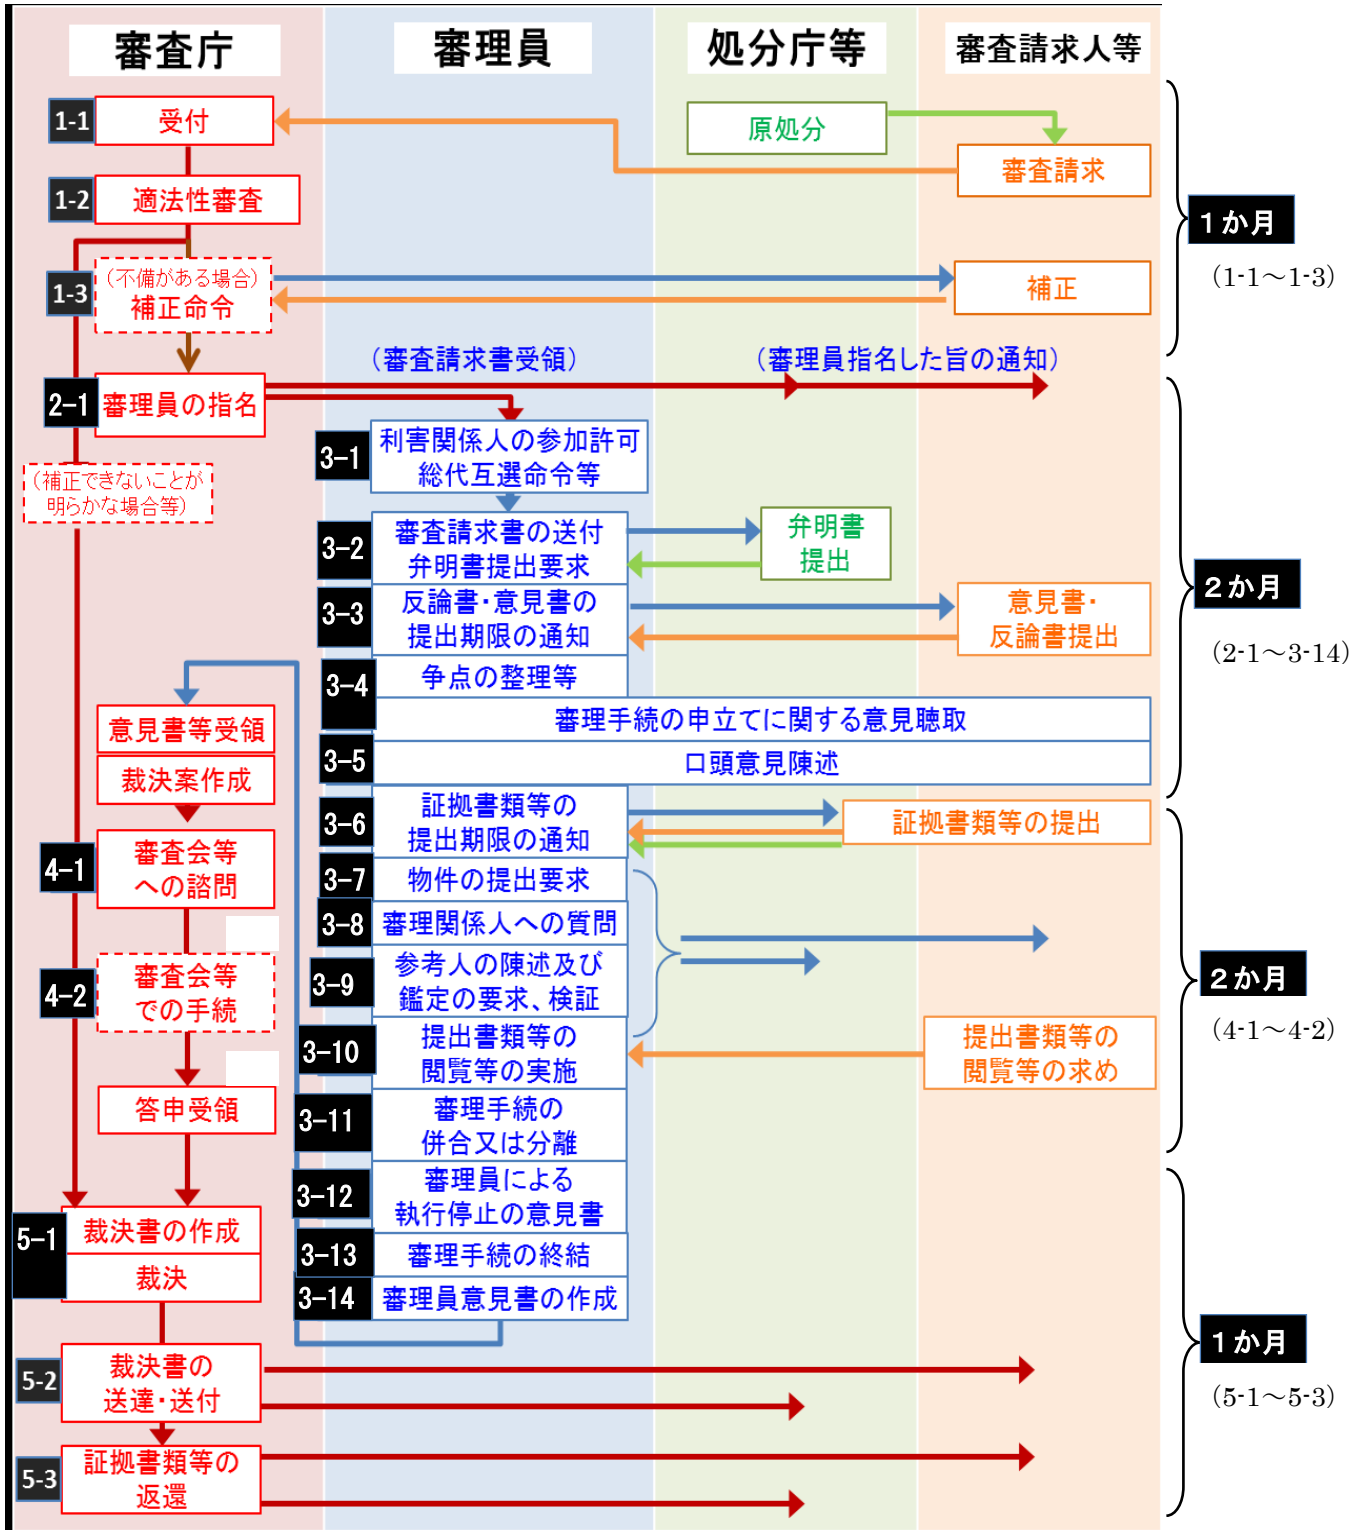 審査庁
審理員
処分庁等
審査請求人等
1-1
受付
原処分
審査請求
1-2
適法性審査
1か月
(1-1～1-3)
1-3
(不備がある場合)
補正命令
補正
(審査請求書受領)
(審理員指名した旨の通知)
2-1
審理員の指名
3-1
利害関係人の参加許可
総代互選命令等
(補正できないことが
明らかな場合等)
3-2
審査請求書の送付
弁明書提出要求
弁明書
提出
3-3
反論書・意見書の
提出期限の通知
意見書・
反論書提出
2か月
(2-1～3-14)
3-4
争点の整理等
審理手続の申立てに関する意見聴取
意見書等受領
3-5
口頭意見陳述
裁決案作成
3-6
証拠書類等の
提出期限の通知
証拠書類等の提出
4-1
審査会等
への諮問
3-7
物件の提出要求
3-8
審理関係人への質問
4-2
審査会等
での手続
3-9
参考人の陳述及び
鑑定の要求、検証
2か月
(4-1～4-2)
3-10
提出書類等の
閲覧等の実施
提出書類等の
閲覧等の求め
答申受領
3-11
審理手続の
併合又は分離
3-12
審理員による
執行停止の意見書
5-1
裁決書の作成
裁決
3-13
審理手続の終結
3-14
審理員意見書の作成
1か月
(5-1～5-3)
5-2
裁決書の
送達・送付
5-3
証拠書類等の
返還